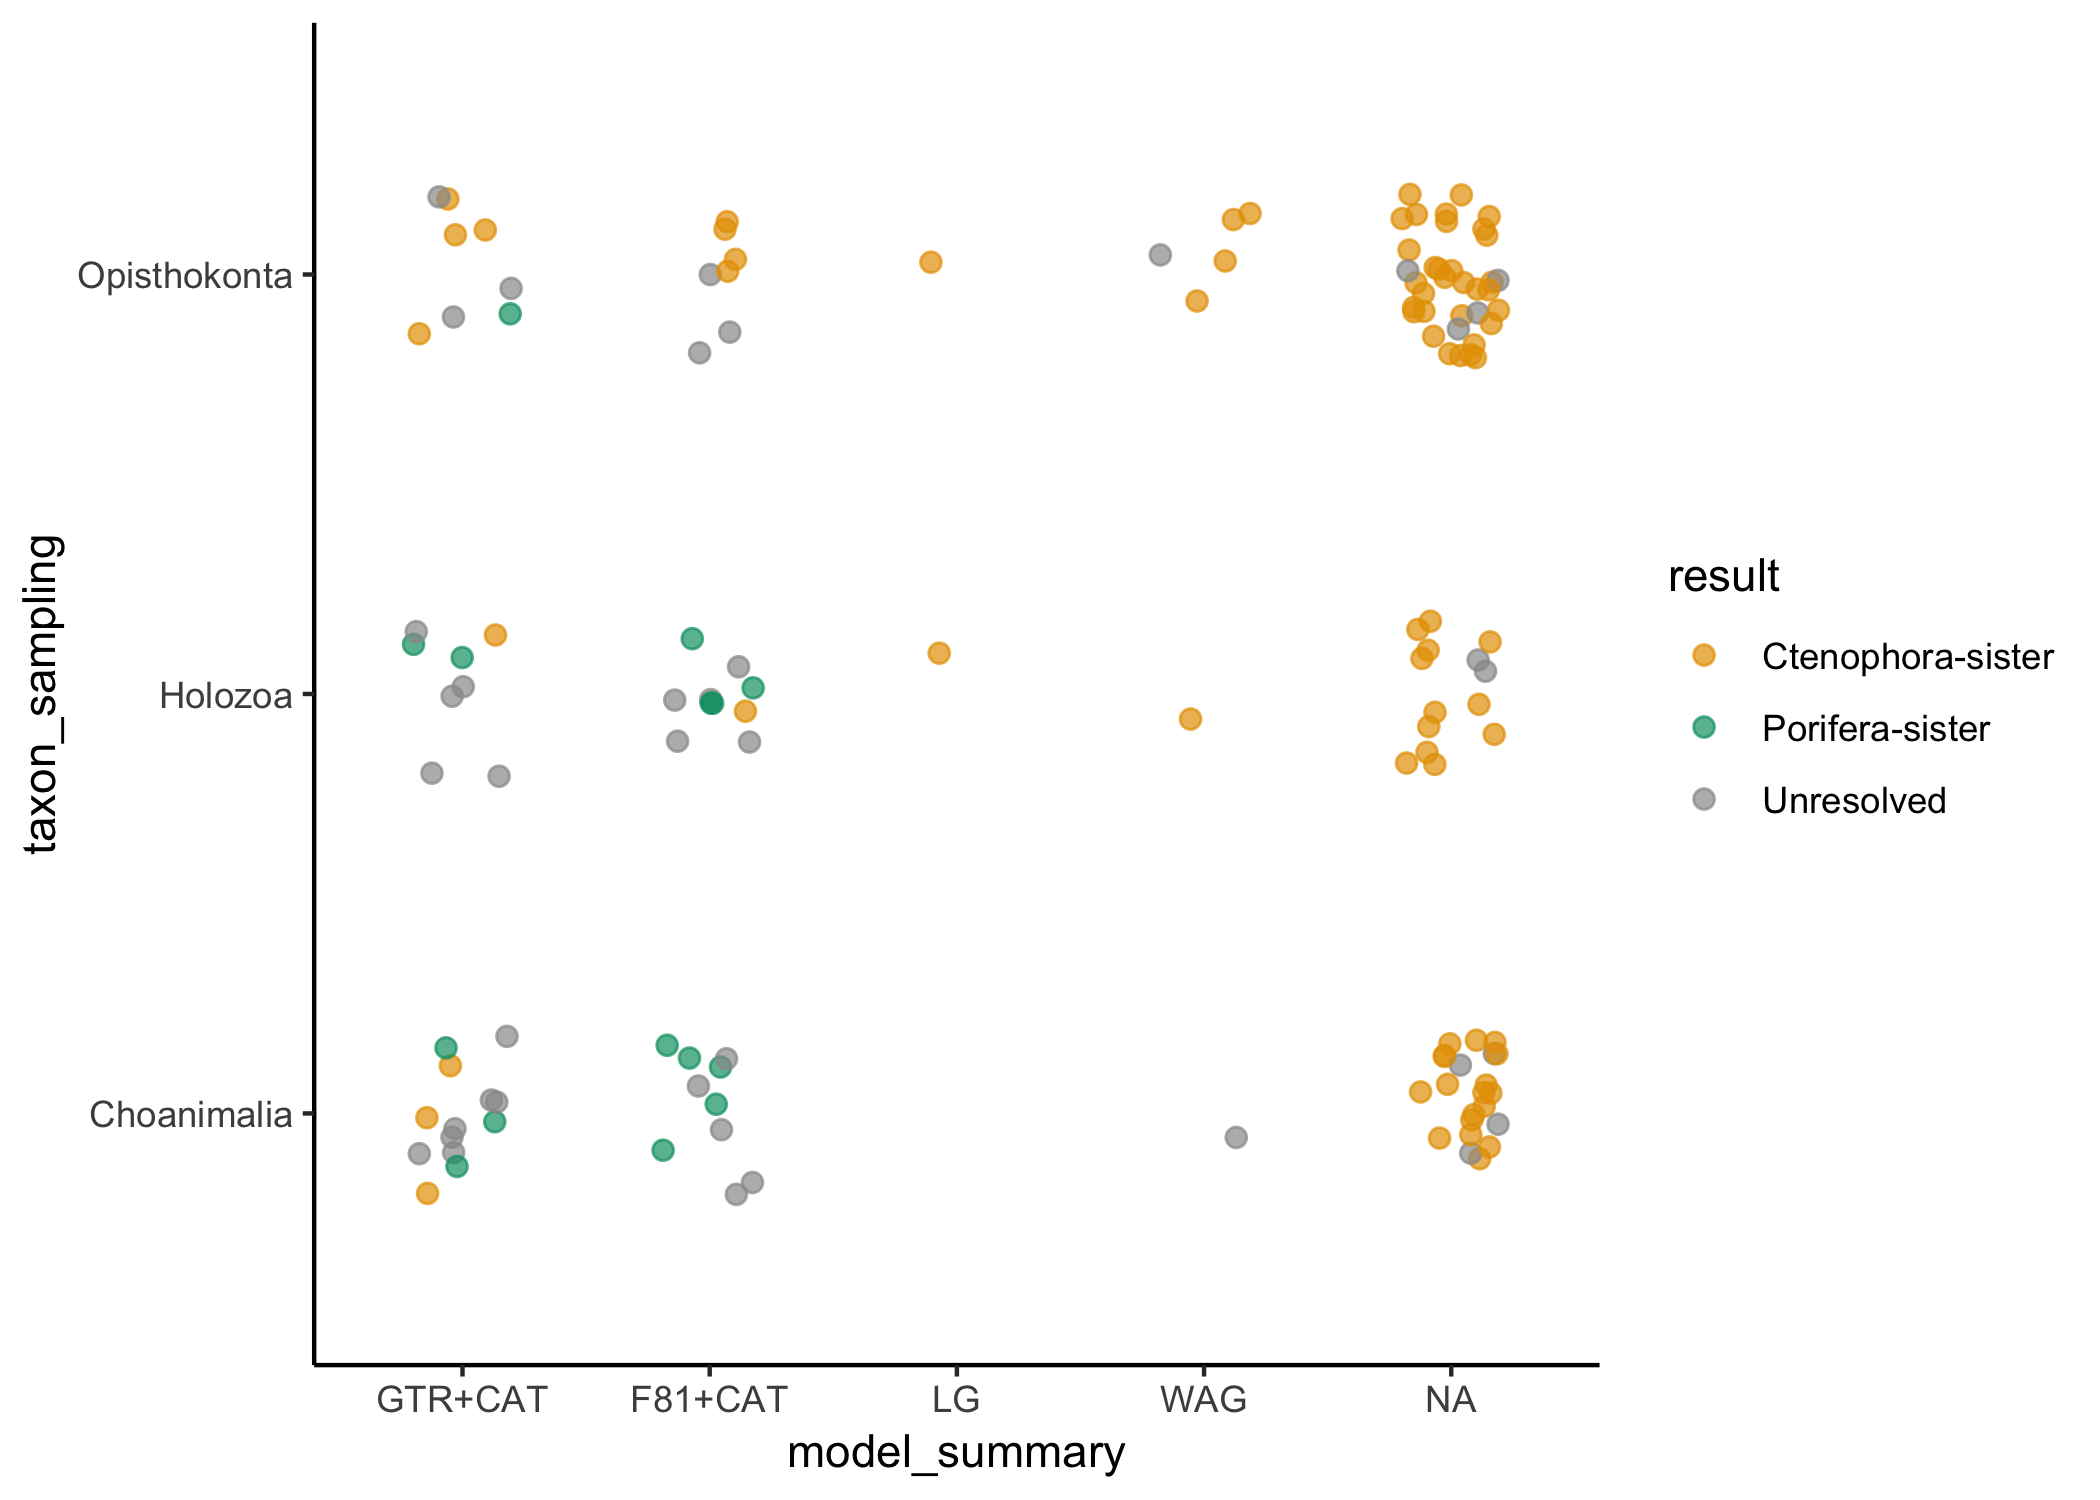 taxon_sampling
Opisthokonta
Holozoa
Choanimalia
GTR+CAT
F81+CAT
LG
WAG
NA
model_summary
result
Ctenophora-sister
Porifera-sister
Unresolved